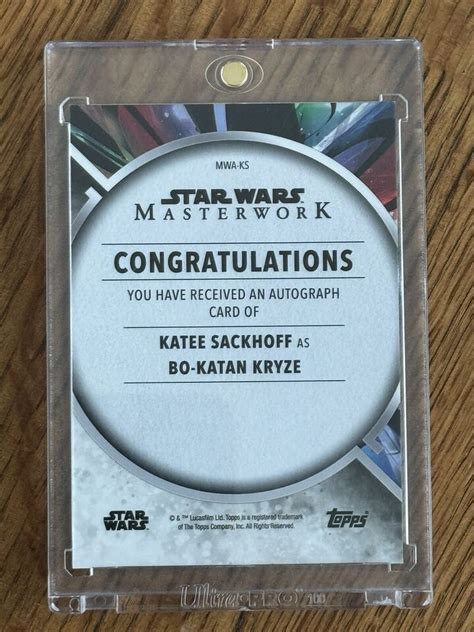 MWA-KS
STAR WARS
MASTERWORK
CONGRATULATIONS
YOU HAVE RECEIVED AN AUTOGRAPH
CARD OF
KATEE SACKHOFF AS
BO-KATAN KRYZE
STAR
WARS
© & ™ Lucasfilm Ltd. Topps is a registered trademark
of The Topps Company, Inc. All Rights Reserved.
Topps
Ultra PRO